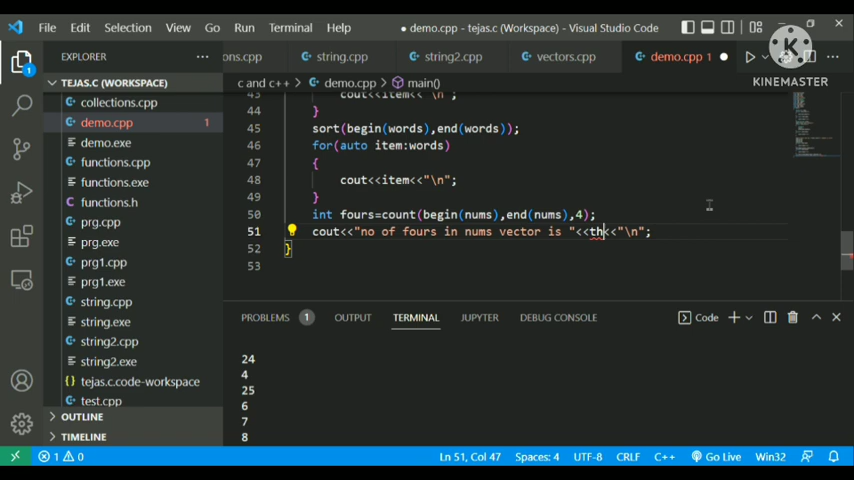 File Edit Selection View Go Run Terminal Help ● demo.cpp - tejas.c (Workspace) - Visual Studio Code
EXPLORER ...
ons.cpp string.cpp string2.cpp vectors.cpp demo.cpp 1 ●
KINEMASTER
TEJAS.C (WORKSPACE)
c and c++ > demo.cpp > main()
collections.cpp
demo.cpp 1
demo.exe
functions.cpp
functions.exe
functions.h
prg.cpp
prg.exe
prg1.cpp
prg1.exe
string.cpp
string.exe
string2.cpp
string2.exe
tejas.c.code-workspace
test.cpp
OUTLINE
TIMELINE
43 cout<<item<<"\n";
44 }
45 sort(begin(words),end(words));
46 for(auto item:words)
47 {
48 cout<<item<<"\n";
49 }
50 int fours=count(begin(nums),end(nums),4);
51 cout<<"no of fours in nums vector is "<<th<<"\n";
52 }
53
PROBLEMS 1 OUTPUT TERMINAL JUPYTER DEBUG CONSOLE Code
24
4
25
6
7
8
1 0 Ln 51, Col 47 Spaces: 4 UTF-8 CRLF C++ Go Live Win32